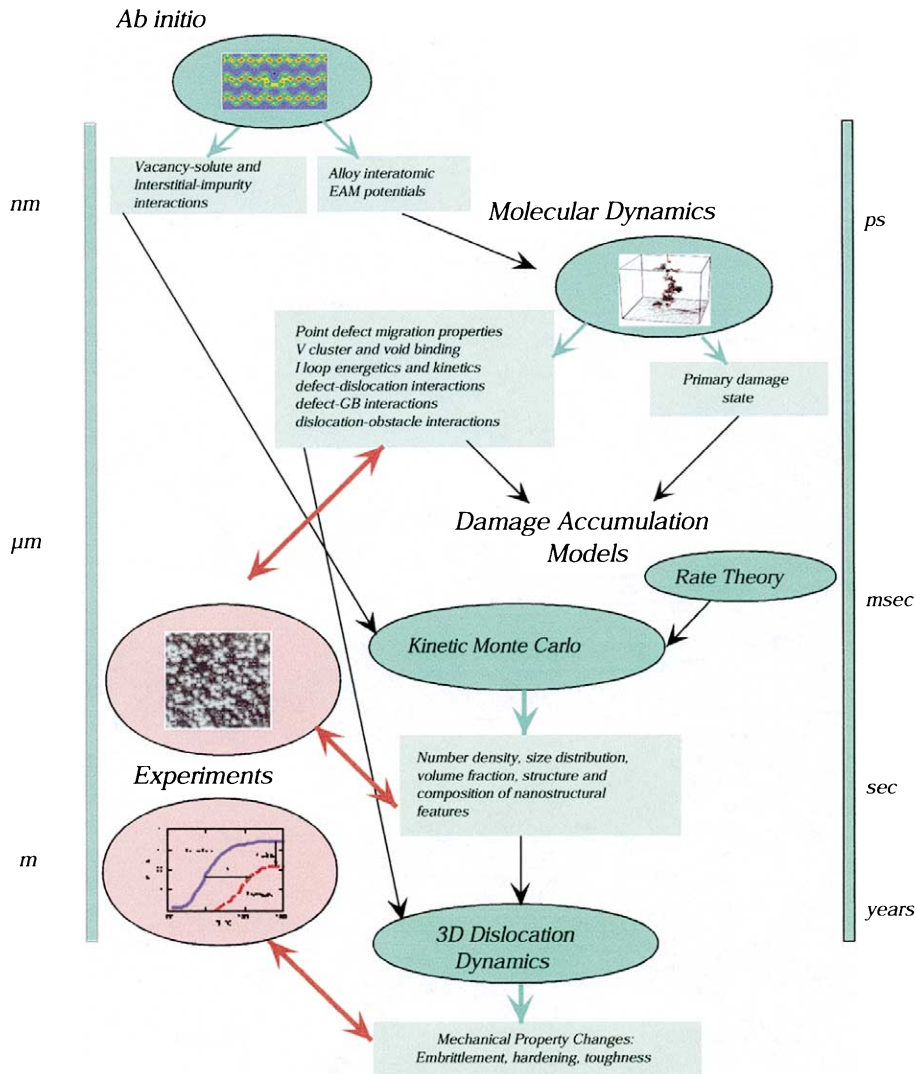 Ab initio
Vacancy-solute and
Interstitial-impurity
interactions
Alloy interatomic
EAM potentials
nm
Molecular Dynamics
ps
Point defect migration properties
V cluster and void binding
I loop energetics and kinetics
defect-dislocation interactions
defect-GB interactions
dislocation-obstacle interactions
Primary damage
state
Damage Accumulation
Models
µm
Rate Theory
msec
Kinetic Monte Carlo
Number density, size distribution,
volume fraction, structure and
composition of nanostructural
features
Experiments
sec
m
years
3D Dislocation
Dynamics
Mechanical Property Changes:
Embrittlement, hardening, toughness